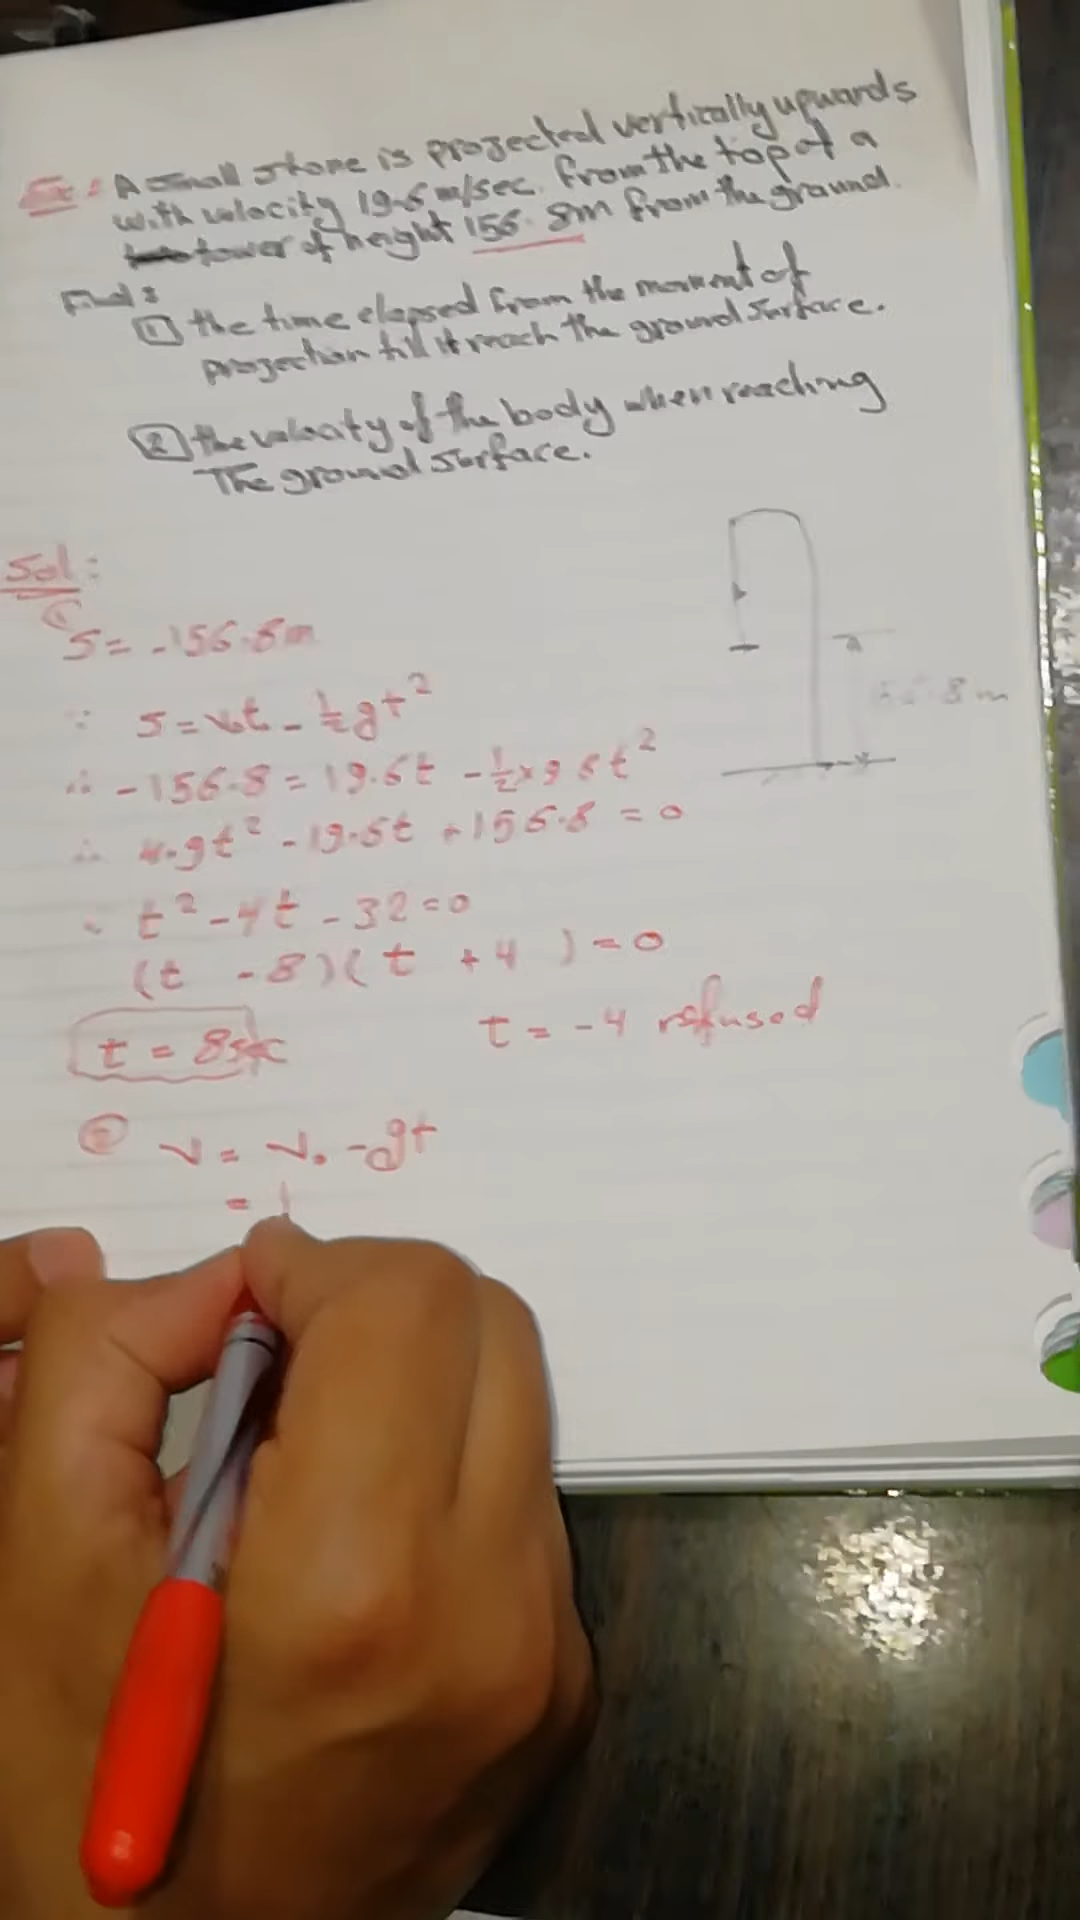 Ex: A small stone is projected vertically upwards
with velocity 19.6 m/sec. from the top of a
tower of height 156.8m from the ground.
Find:
1 the time elapsed from the moment of
projection till it reach the ground surface.
2 the velocity of the body when reaching
The ground surface.
Sol:
S = -156.8m
∵ S = v₀t - ½gt²
∴ -156.8 = 19.6t - ½×9.8t²
∴ 4.9t² - 19.6t +156.8 = 0
∴ t² - 4t - 32 = 0
(t - 8)(t + 4) = 0
t = 8sec t = -4 refused
② v = v₀ - gt
=
8m